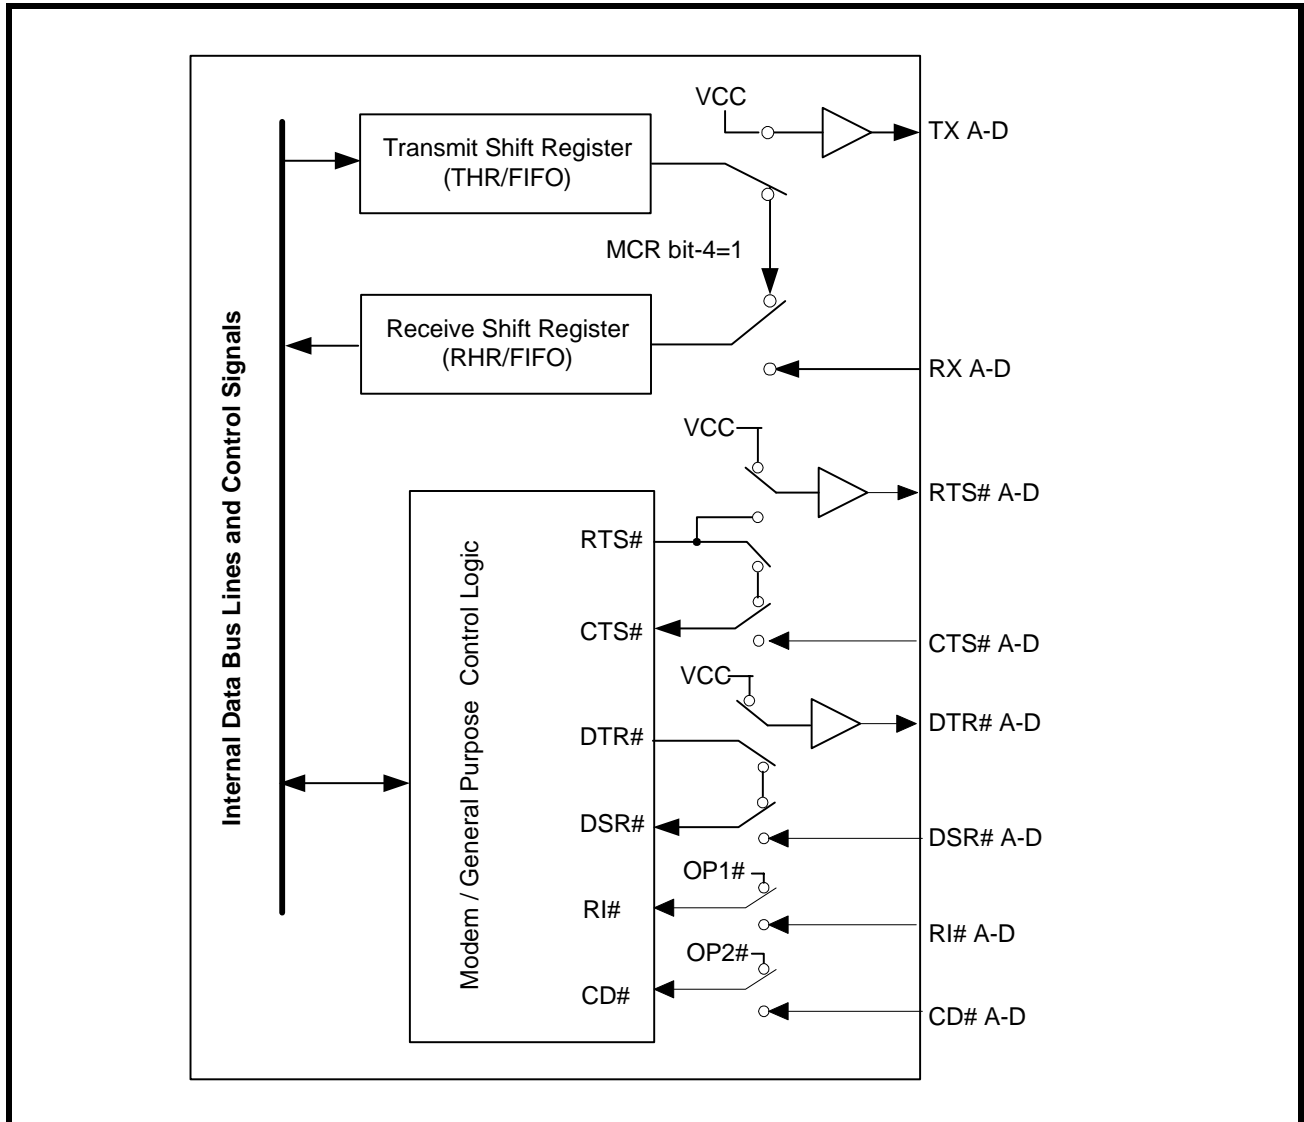 VCC
TX A-D
Transmit Shift Register
(THR/FIFO)
MCR bit-4=1
Receive Shift Register
(RHR/FIFO)
RX A-D
Internal Data Bus Lines and Control Signals
VCC
RTS# A-D
Modem / General Purpose Control Logic
RTS#
CTS#
CTS# A-D
VCC
DTR# A-D
DTR#
DSR#
DSR# A-D
OP1#
RI#
RI# A-D
OP2#
CD#
CD# A-D